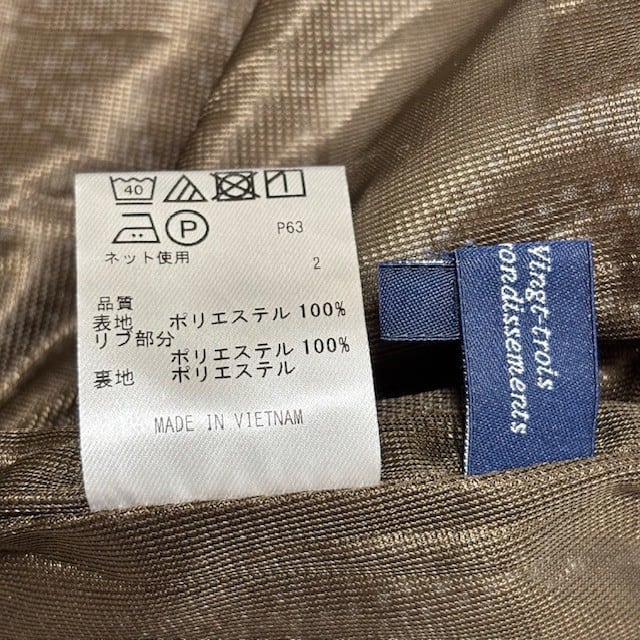 40
P
P63
ネット使用
2
品質
表地 ポリエステル 100%
リブ部分
ポリエステル 100%
裏地 ポリエステル
MADE IN VIETNAM
Vingt-trois
rondissements